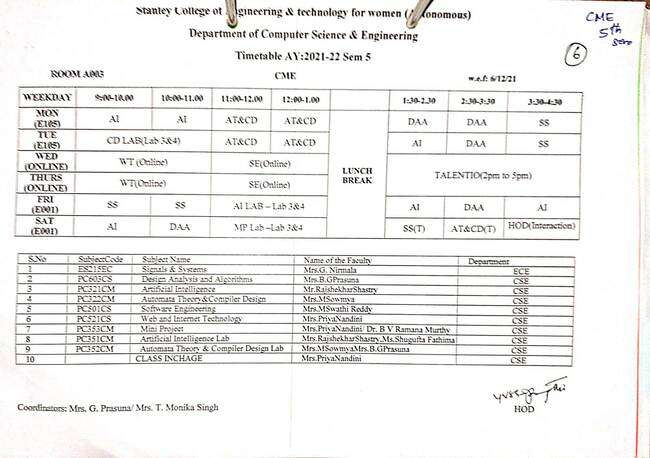 Stanley College of Engineering & technology for women (Autonomous)
Department of Computer Science & Engineering
Timetable AY:2021-22 Sem 5
CME
5th
Sem
6
ROOM A003 CME w.e.f: 6/12/21
WEEKDAY 9:00-10.00 10:00-11.00 11:00-12.00 12:00-1.00 1:30-2.30 2:30-3:30 3:30-4:30
MON (E105) AI AI AT&CD AT&CD DAA DAA SS
TUE (E105) CD LAB(Lab 3&4) AT&CD AT&CD AI DAA SS
WED (ONLINE) WT (Online) SE(Online)
LUNCH BREAK
TALENTIO(2pm to 5pm)
THURS (ONLINE) WT(Online) SE(Online)
FRI (E001) SS SS AI LAB – Lab 3&4 AI DAA AI
SAT (E001) AI DAA MP Lab –Lab 3&4 SS(T) AT&CD(T) HOD(Interaction)
S.No SubjectCode Subject Name Name of the Faculty Department
1 ES215EC Signals & Systems Mrs.G. Nirmala ECE
2 PC603CS Design Analysis and Algorithms Mrs.B.GPrasuna CSE
3 PC321CM Artificial Intelligence Mr.RajshekharShastry CSE
4 PC322CM Automata Theory&Compiler Design Mrs.MSowmya CSE
5 PC501CS Software Engineering Mrs.MSwathi Reddy CSE
6 PC521CS Web and Internet Technology Mrs.PriyaNandini CSE
7 PC353CM Mini Project Mrs.PriyaNandini/ Dr. B V Ramana Murthy CSE
8 PC351CM Artificial Intelligence Lab Mrs.RajshekharShastry,Ms.Shugufta Fathima CSE
9 PC352CM Automata Theory & Compiler Design Lab Mrs.MSowmyaMrs.B.GPrasuna CSE
10 CLASS INCHAGE Mrs.PriyaNandini CSE
Coordinators: Mrs. G. Prasuna/ Mrs. T. Monika Singh
HOD